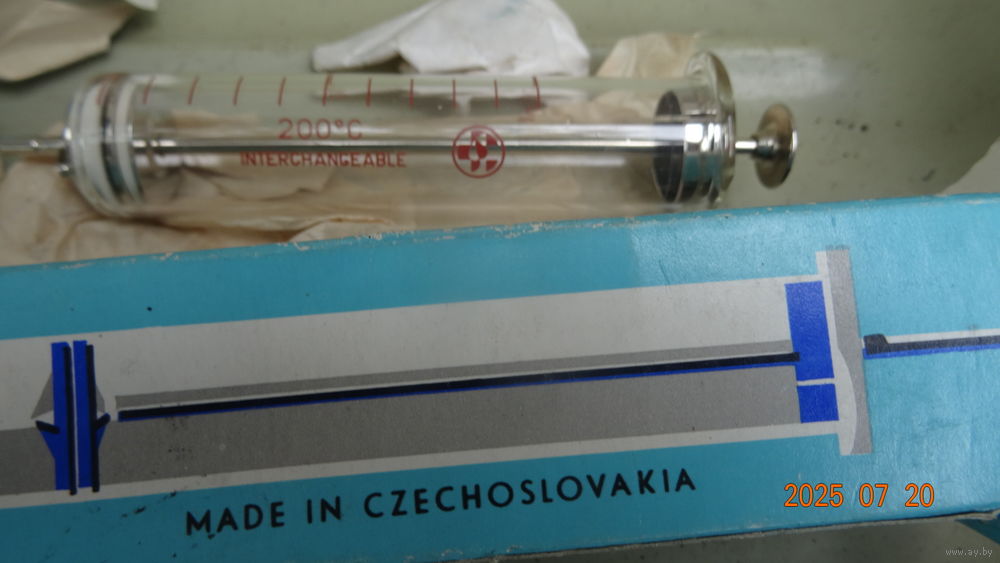 200°C
INTERCHANGEABLE
MADE IN CZECHOSLOVAKIA
2025 07 20
www.ay.by